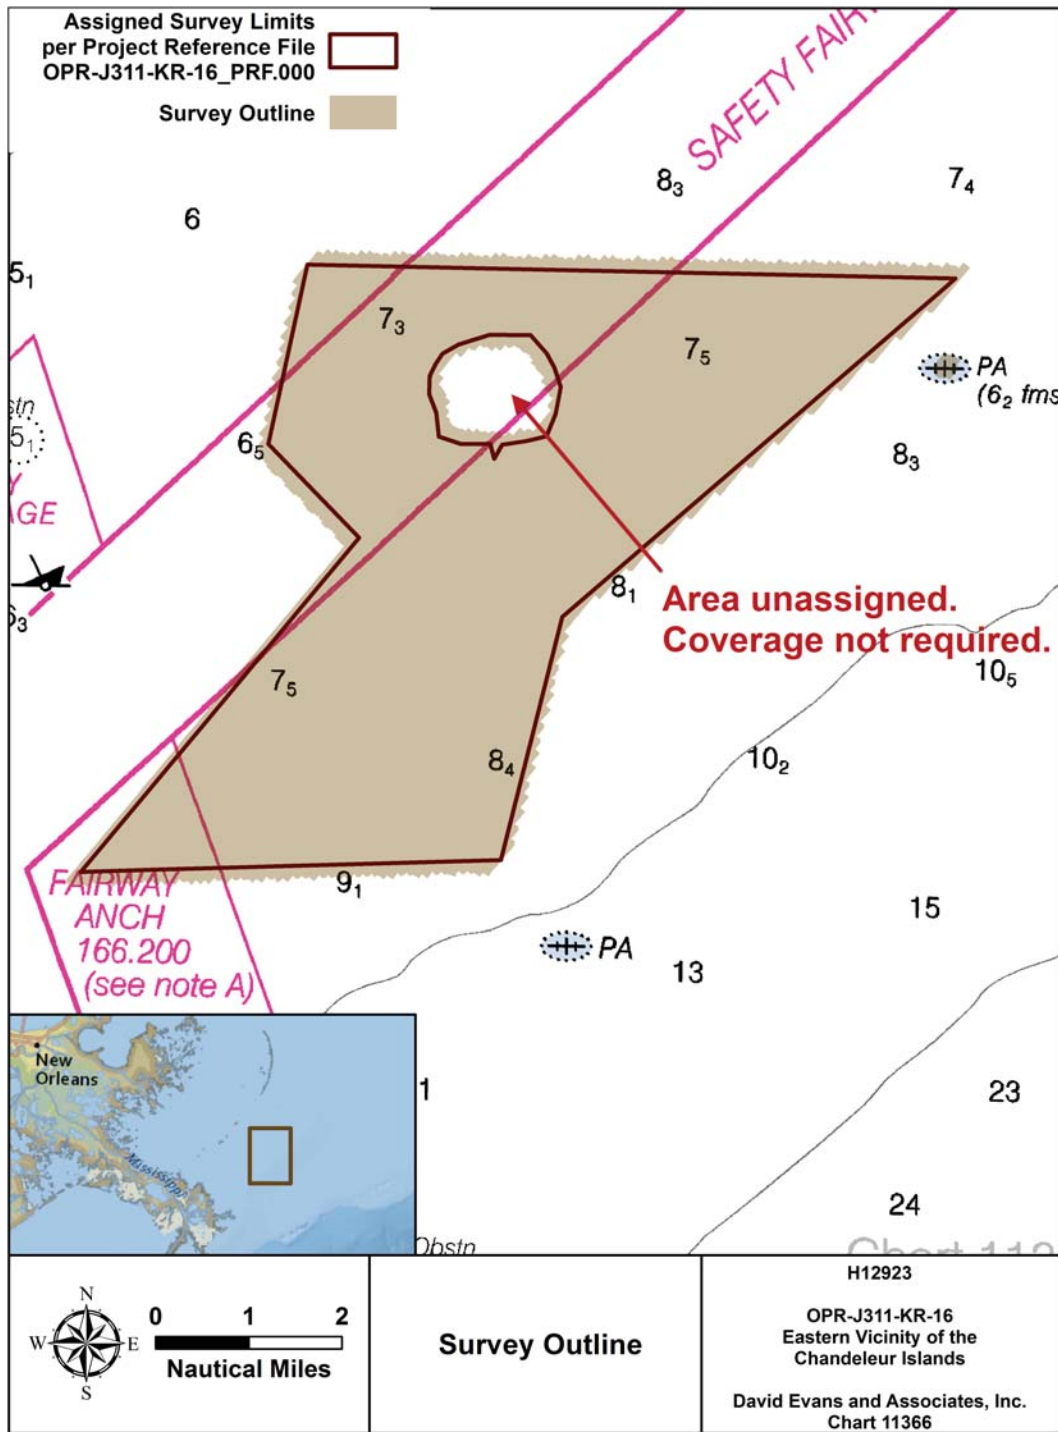 Assigned Survey Limits
per Project Reference File
OPR-J311-KR-16_PRF.000
Survey Outline
SAFETY FAIRW
8₃
7₄
6
5₁
7₃
7₅
PA
(6₂ fms
5₁
6₅
8₃
AGE
8₁
Area unassigned.
Coverage not required.
10₅
7₅
8₄
10₂
9₁
FAIRWAY
ANCH
166.200
(see note A)
15
PA
13
New
Orleans
Mississippi
1
23
24
Obstn
H12923
N
W E
S
0 1 2
Nautical Miles
Survey Outline
OPR-J311-KR-16
Eastern Vicinity of the
Chandeleur Islands
David Evans and Associates, Inc.
Chart 11366